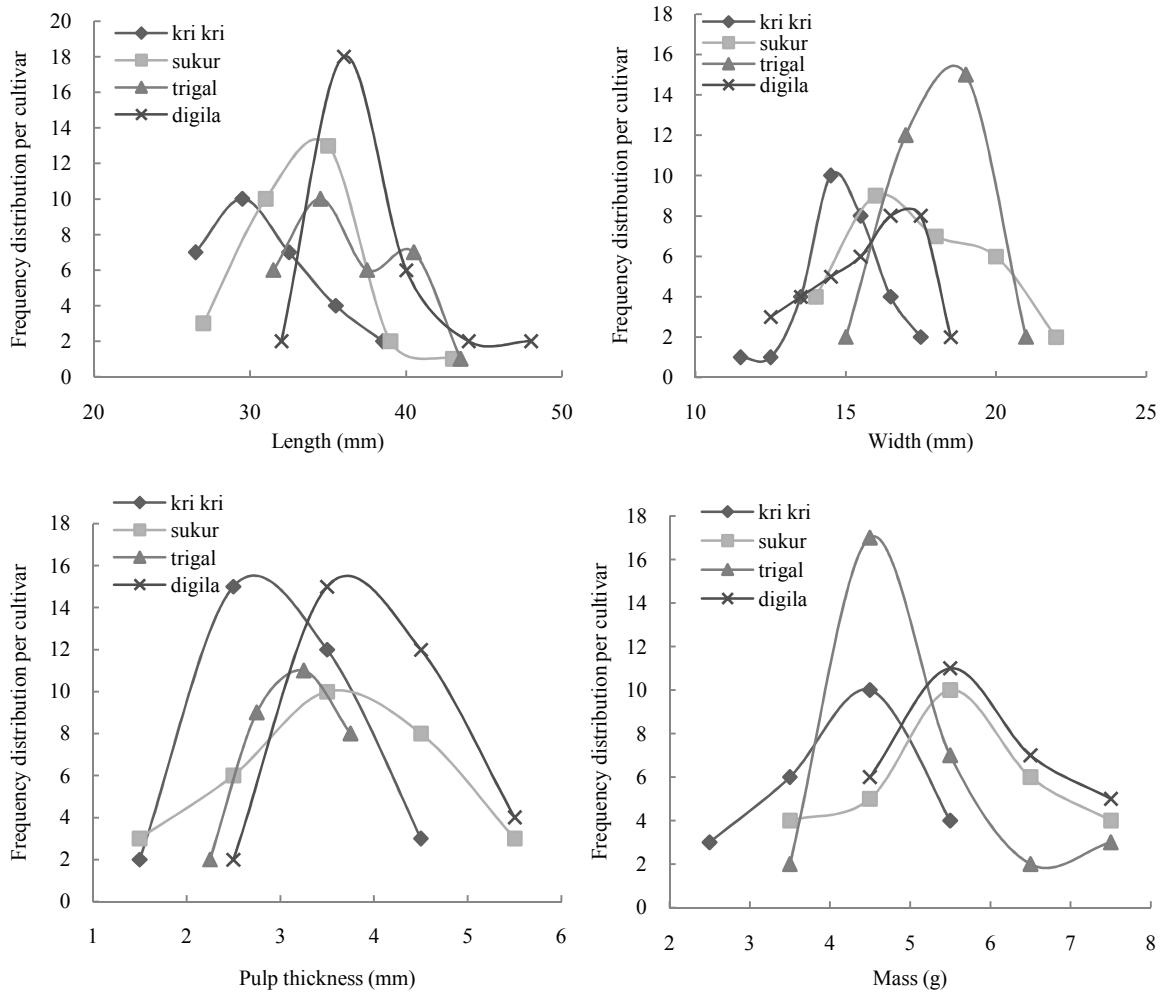 Frequency distribution per cultivar
20
18
16
14
12
10
8
6
4
2
0
kri kri
sukur
trigal
digila
20 30 40 50
Length (mm)
Frequency distribution per cultivar
18
16
14
12
10
8
6
4
2
0
kri kri
sukur
trigal
digila
10 15 20 25
Width (mm)
Frequency distribution per cultivar
18
16
14
12
10
8
6
4
2
0
kri kri
sukur
trigal
digila
1 2 3 4 5 6
Pulp thickness (mm)
Frequency distribution per cultivar
18
16
14
12
10
8
6
4
2
0
kri kri
sukur
trigal
digila
2 3 4 5 6 7 8
Mass (g)